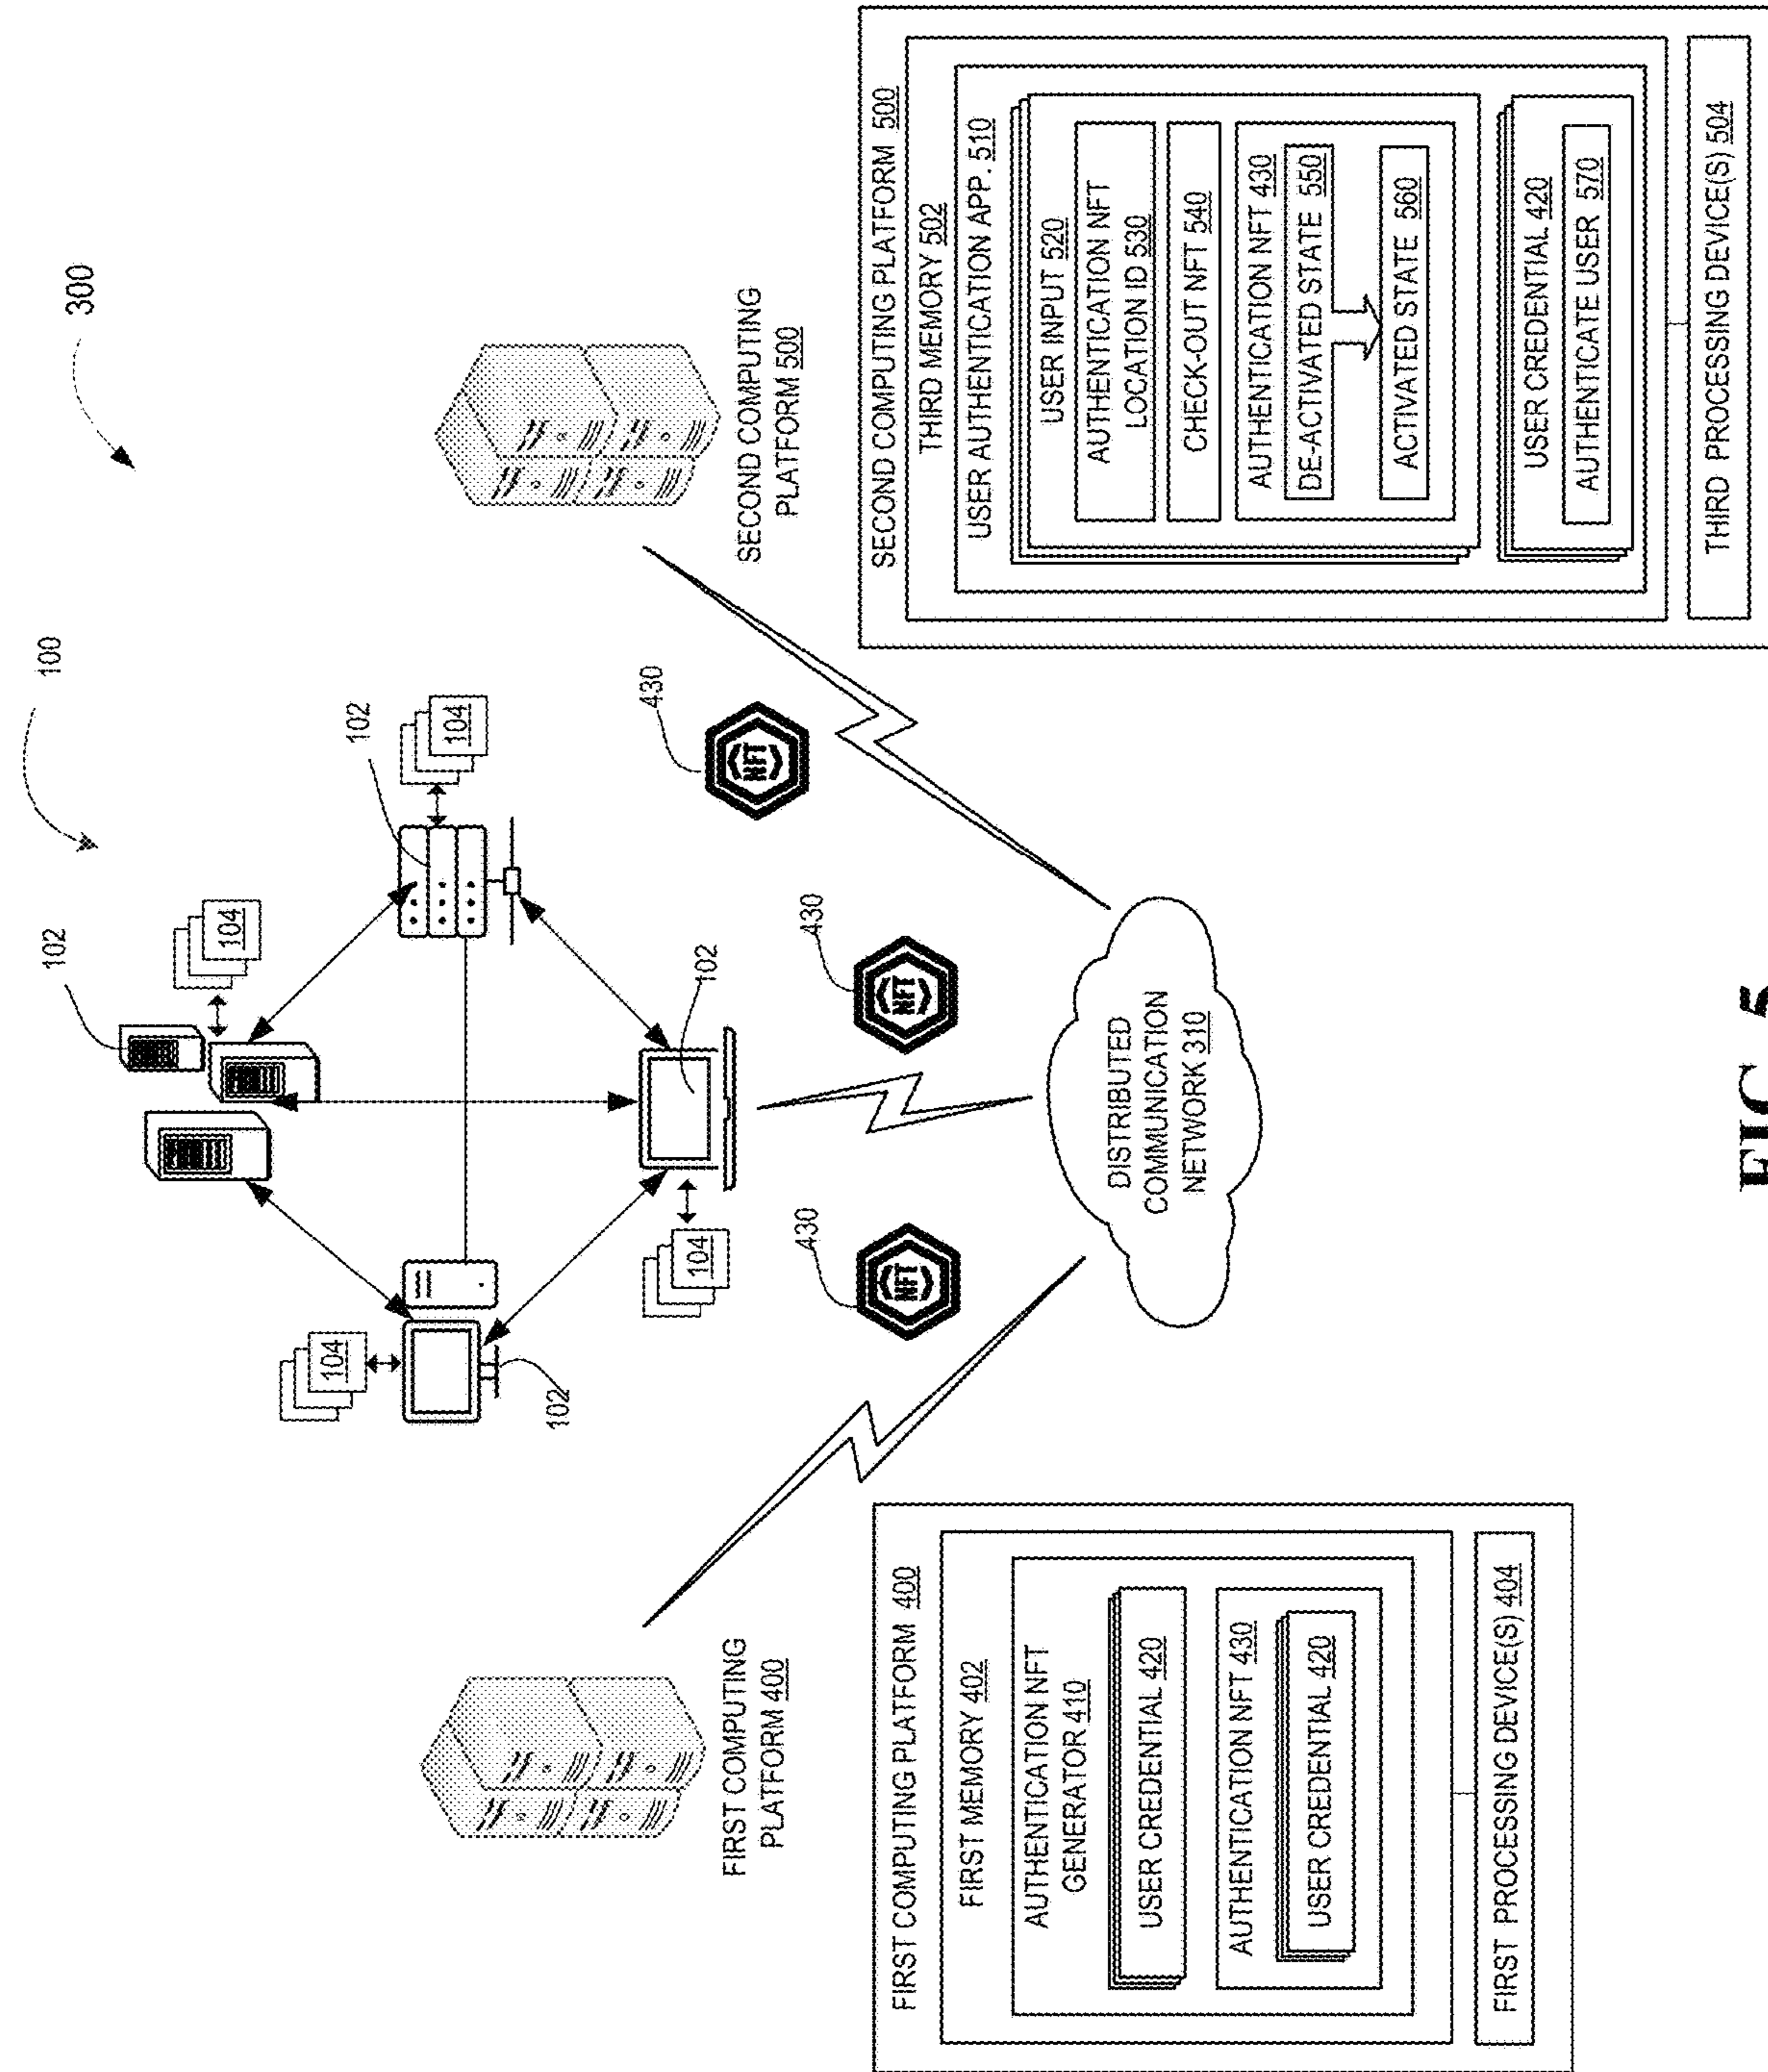 300
100
102
104
102
104
104
102
104
102
430
430
430
FIRST COMPUTING
PLATFORM 400
SECOND COMPUTING
PLATFORM 500
NFT
NFT
NFT
DISTRIBUTED
COMMUNICATION
NETWORK 310
FIRST COMPUTING PLATFORM 400
FIRST MEMORY 402
AUTHENTICATION NFT
GENERATOR 410
USER CREDENTIAL 420
AUTHENTICATION NFT 430
USER CREDENTIAL 420
FIRST PROCESSING DEVICE(S) 404
SECOND COMPUTING PLATFORM 500
THIRD MEMORY 502
USER AUTHENTICATION APP. 510
USER INPUT 520
AUTHENTICATION NFT
LOCATION ID 530
CHECK-OUT NFT 540
AUTHENTICATION NFT 430
DE-ACTIVATED STATE 550
ACTIVATED STATE 560
USER CREDENTIAL 420
AUTHENTICATE USER 570
THIRD PROCESSING DEVICE(S) 504
FIG. 5